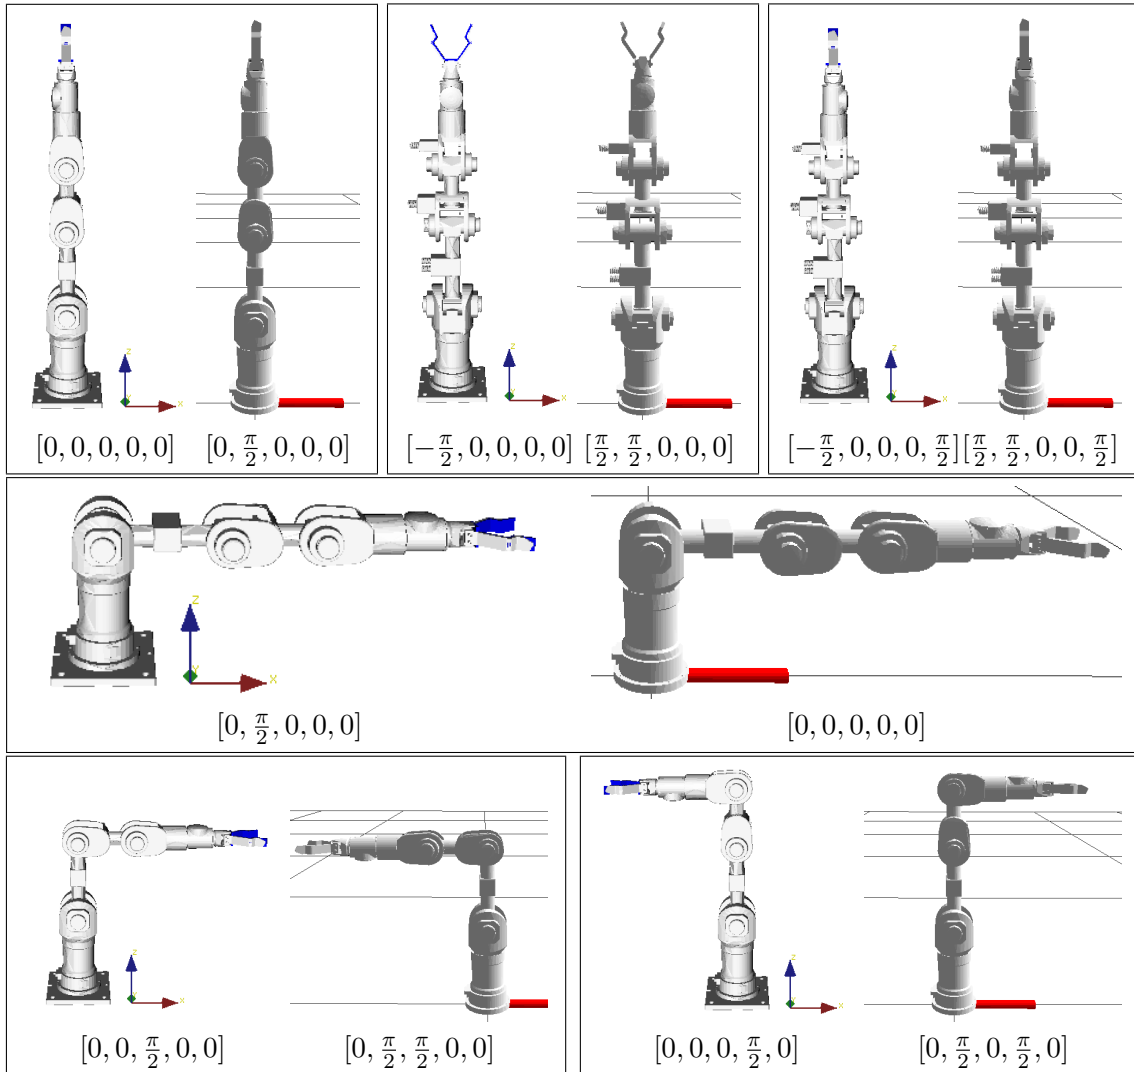 z
x
z
x
z
x
[0, 0, 0, 0, 0] [0, π/2, 0, 0, 0]
[-π/2, 0, 0, 0, 0] [π/2, π/2, 0, 0, 0]
[-π/2, 0, 0, 0, π/2] [π/2, π/2, 0, 0, π/2]
z
Y
x
[0, π/2, 0, 0, 0]
[0, 0, 0, 0, 0]
z
x
z
x
[0, 0, π/2, 0, 0]
[0, π/2, π/2, 0, 0]
[0, 0, 0, π/2, 0]
[0, π/2, 0, π/2, 0]